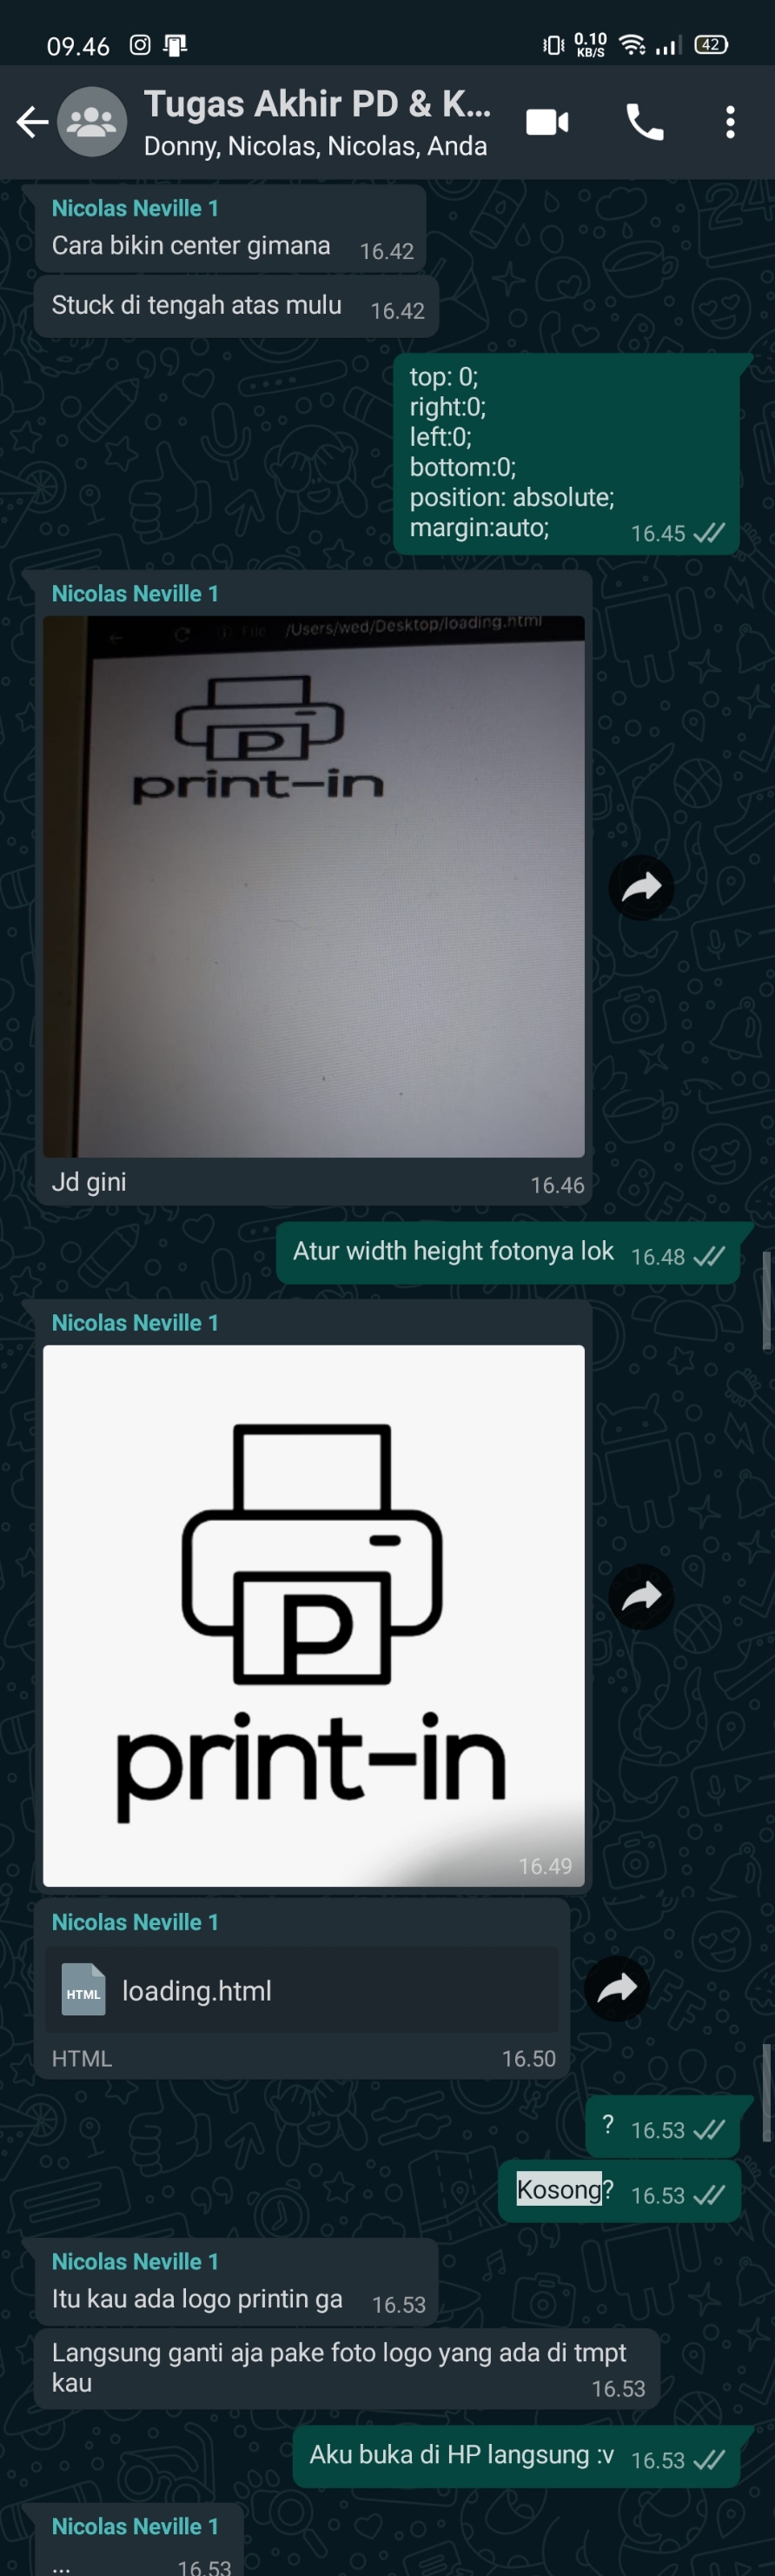 09.46
0.10
KB/S
42
Tugas Akhir PD & K...
Donny, Nicolas, Nicolas, Anda
Nicolas Neville 1
Cara bikin center gimana 16.42
Stuck di tengah atas mulu 16.42
top: 0;
right:0;
left:0;
bottom:0;
position: absolute;
margin:auto; 16.45
Nicolas Neville 1
File /Users/wed/Desktop/loading.html
P
print-in
Jd gini 16.46
Atur width height fotonya lok 16.48
Nicolas Neville 1
P
print-in
16.49
Nicolas Neville 1
HTML loading.html
HTML 16.50
? 16.53
Kosong? 16.53
Nicolas Neville 1
Itu kau ada logo printin ga 16.53
Langsung ganti aja pake foto logo yang ada di tmpt
kau 16.53
Aku buka di HP langsung :v 16.53
Nicolas Neville 1
... 16.53